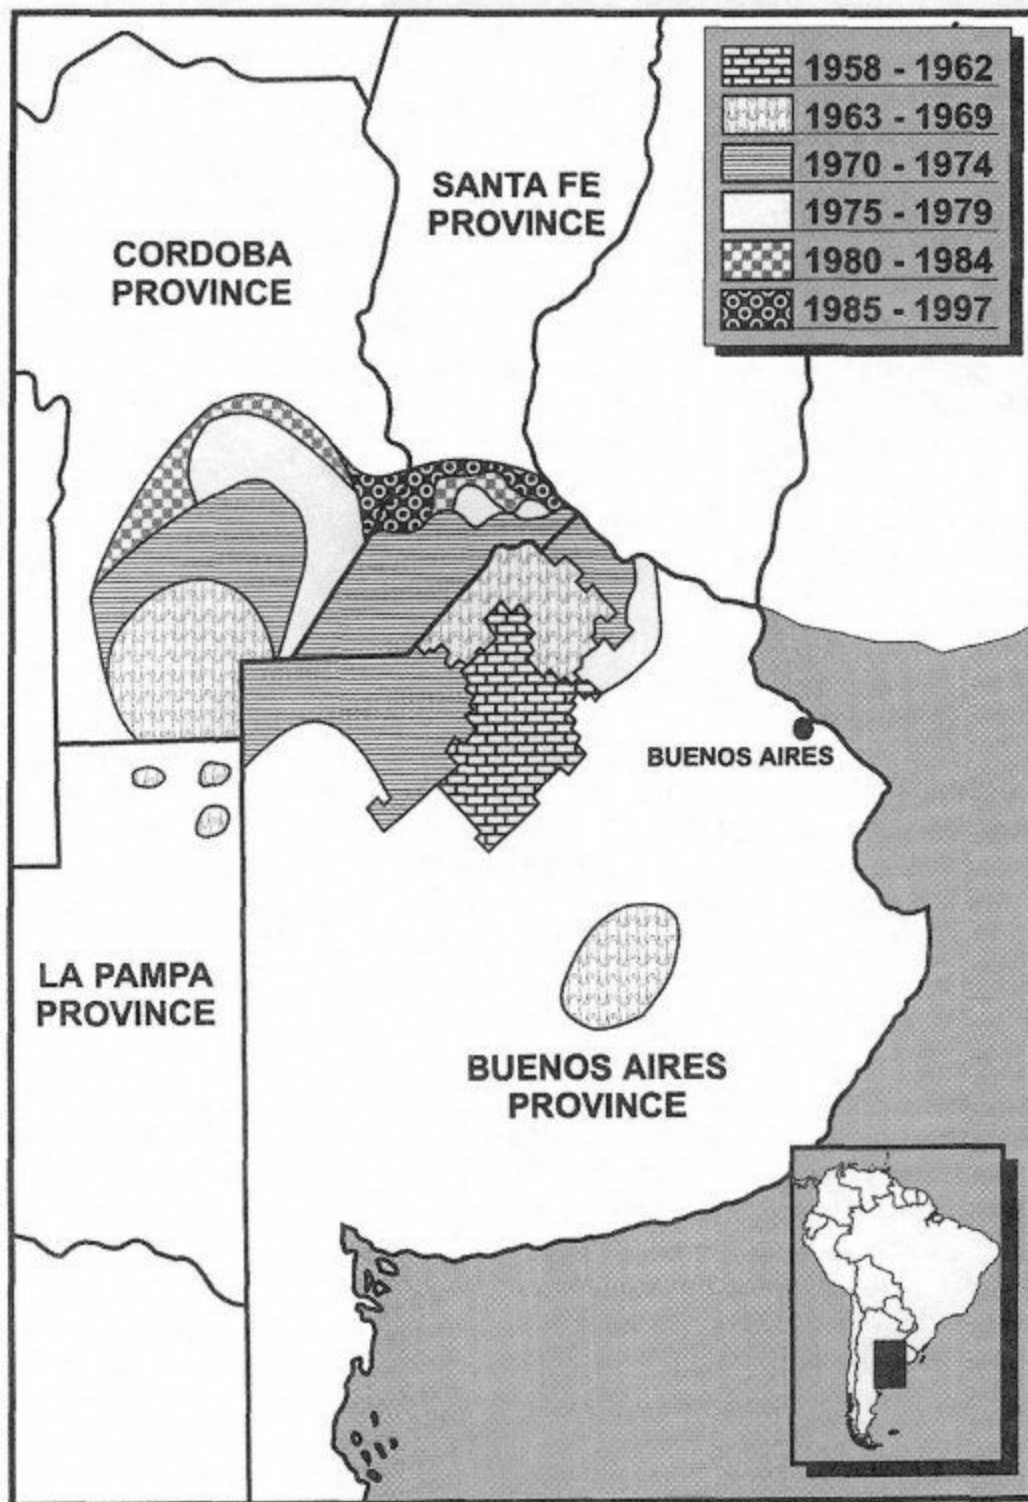 1958 - 1962
1963 - 1969
1970 - 1974
1975 - 1979
1980 - 1984
1985 - 1997
SANTA FE
PROVINCE
CORDOBA
PROVINCE
BUENOS AIRES
LA PAMPA
PROVINCE
BUENOS AIRES
PROVINCE